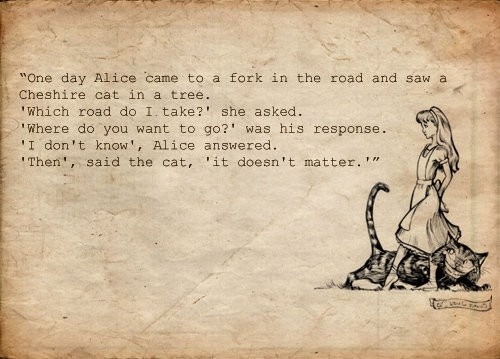 “One day Alice came to a fork in the road and saw a
Cheshire cat in a tree.
'Which road do I take?' she asked.
'Where do you want to go?' was his response.
'I don't know', Alice answered.
'Then', said the cat, 'it doesn't matter.'”